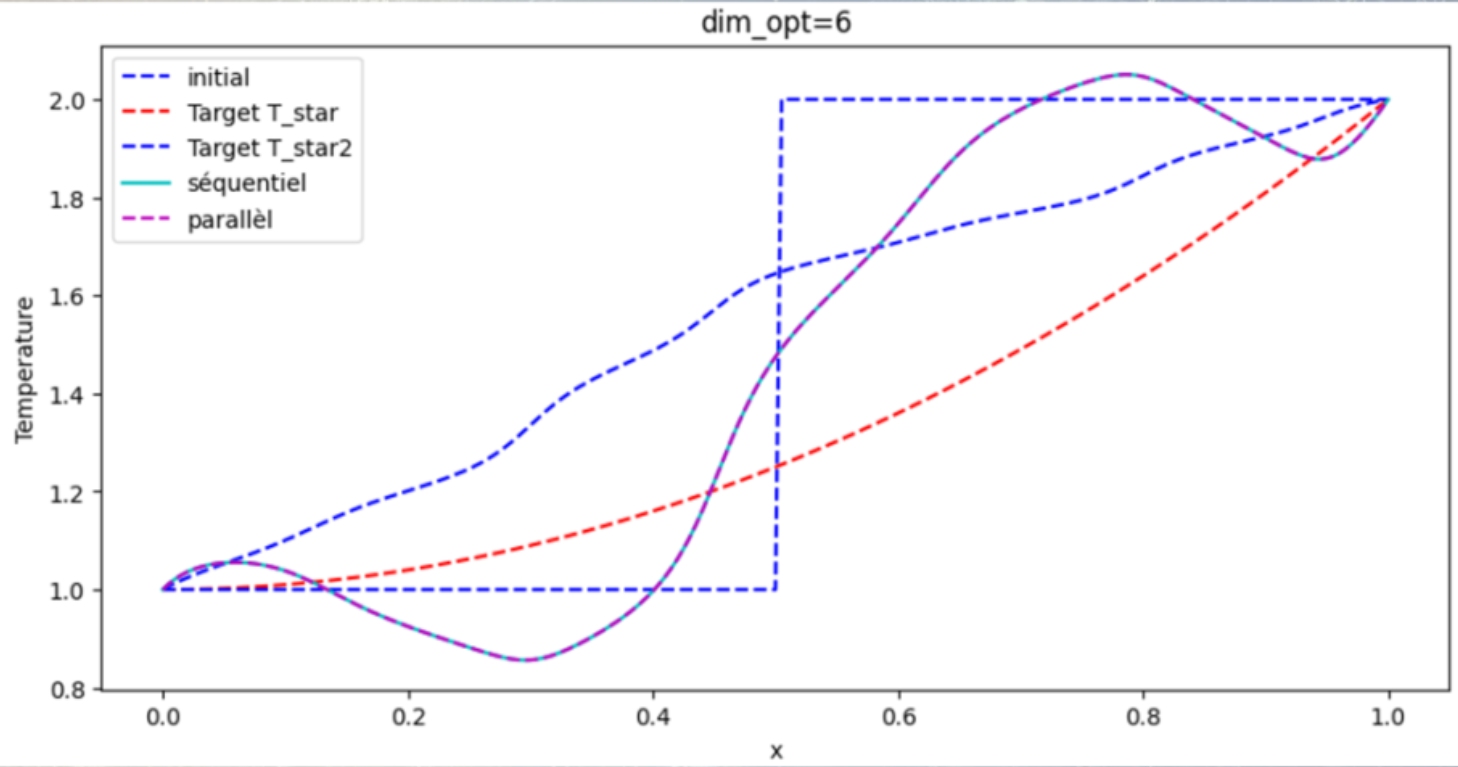 dim_opt=6
initial
Target T_star
Target T_star2
séquentiel
parallèl
Temperature
2.0
1.8
1.6
1.4
1.2
1.0
0.8
0.0 0.2 0.4 0.6 0.8 1.0
x